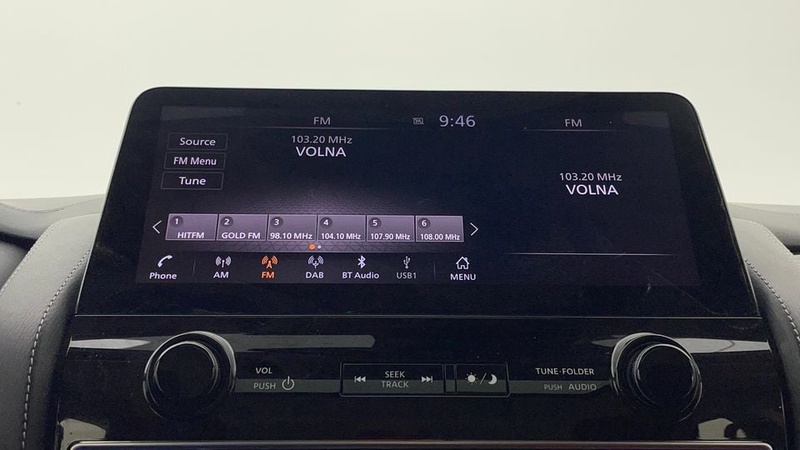 FM
9:46
FM
Source
103.20 MHz
VOLNA
FM Menu
Tune
103.20 MHz
VOLNA
1 2 3 4 5 6
HITFM GOLD FM 98.10 MHz 104.10 MHz 107.90 MHz 108.00 MHz
Phone AM FM DAB BT Audio USB1 MENU
VOL
PUSH
SEEK
TRACK
TUNE·FOLDER
PUSH AUDIO